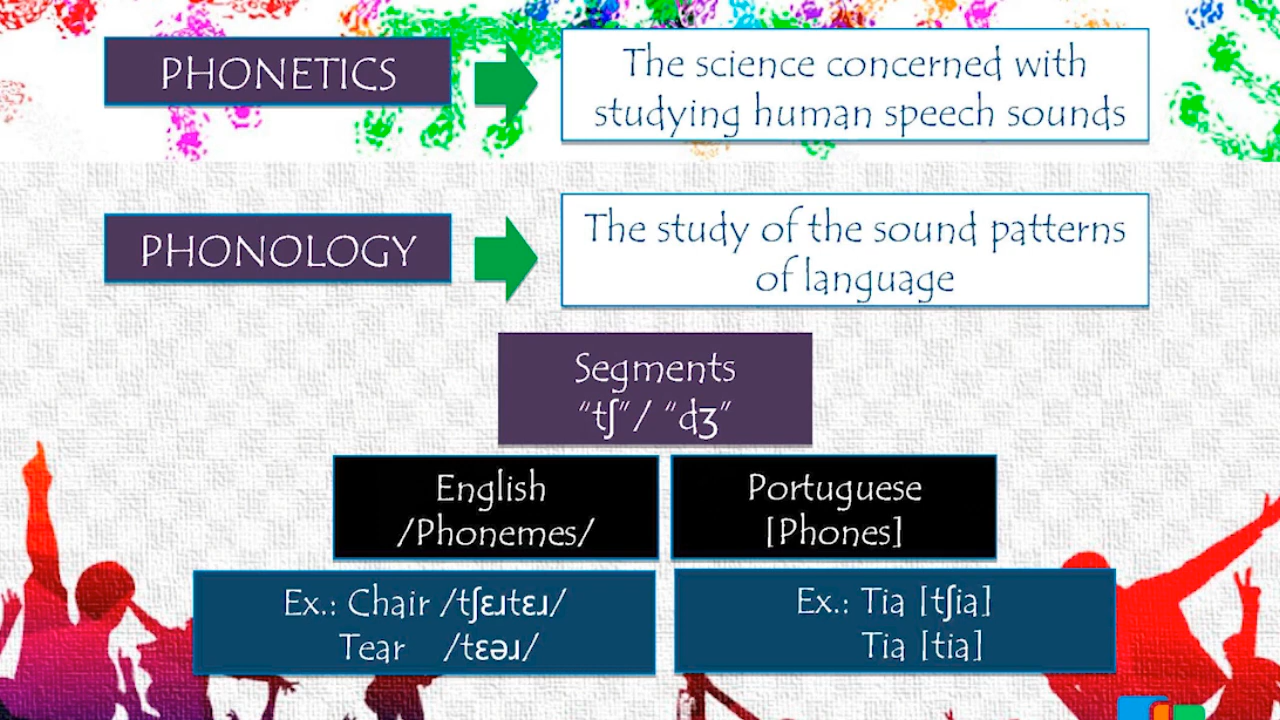 PHONETICS
The science concerned with
studying human speech sounds
PHONOLOGY
The study of the sound patterns
of language
Segments
"tʃ"/ "dʒ"
English
/Phonemes/
Portuguese
[Phones]
Ex.: Chair /tʃɛɹtɛɹ/
Tear /tɛəɹ/
Ex.: Tia [tʃia]
Tia [tia]